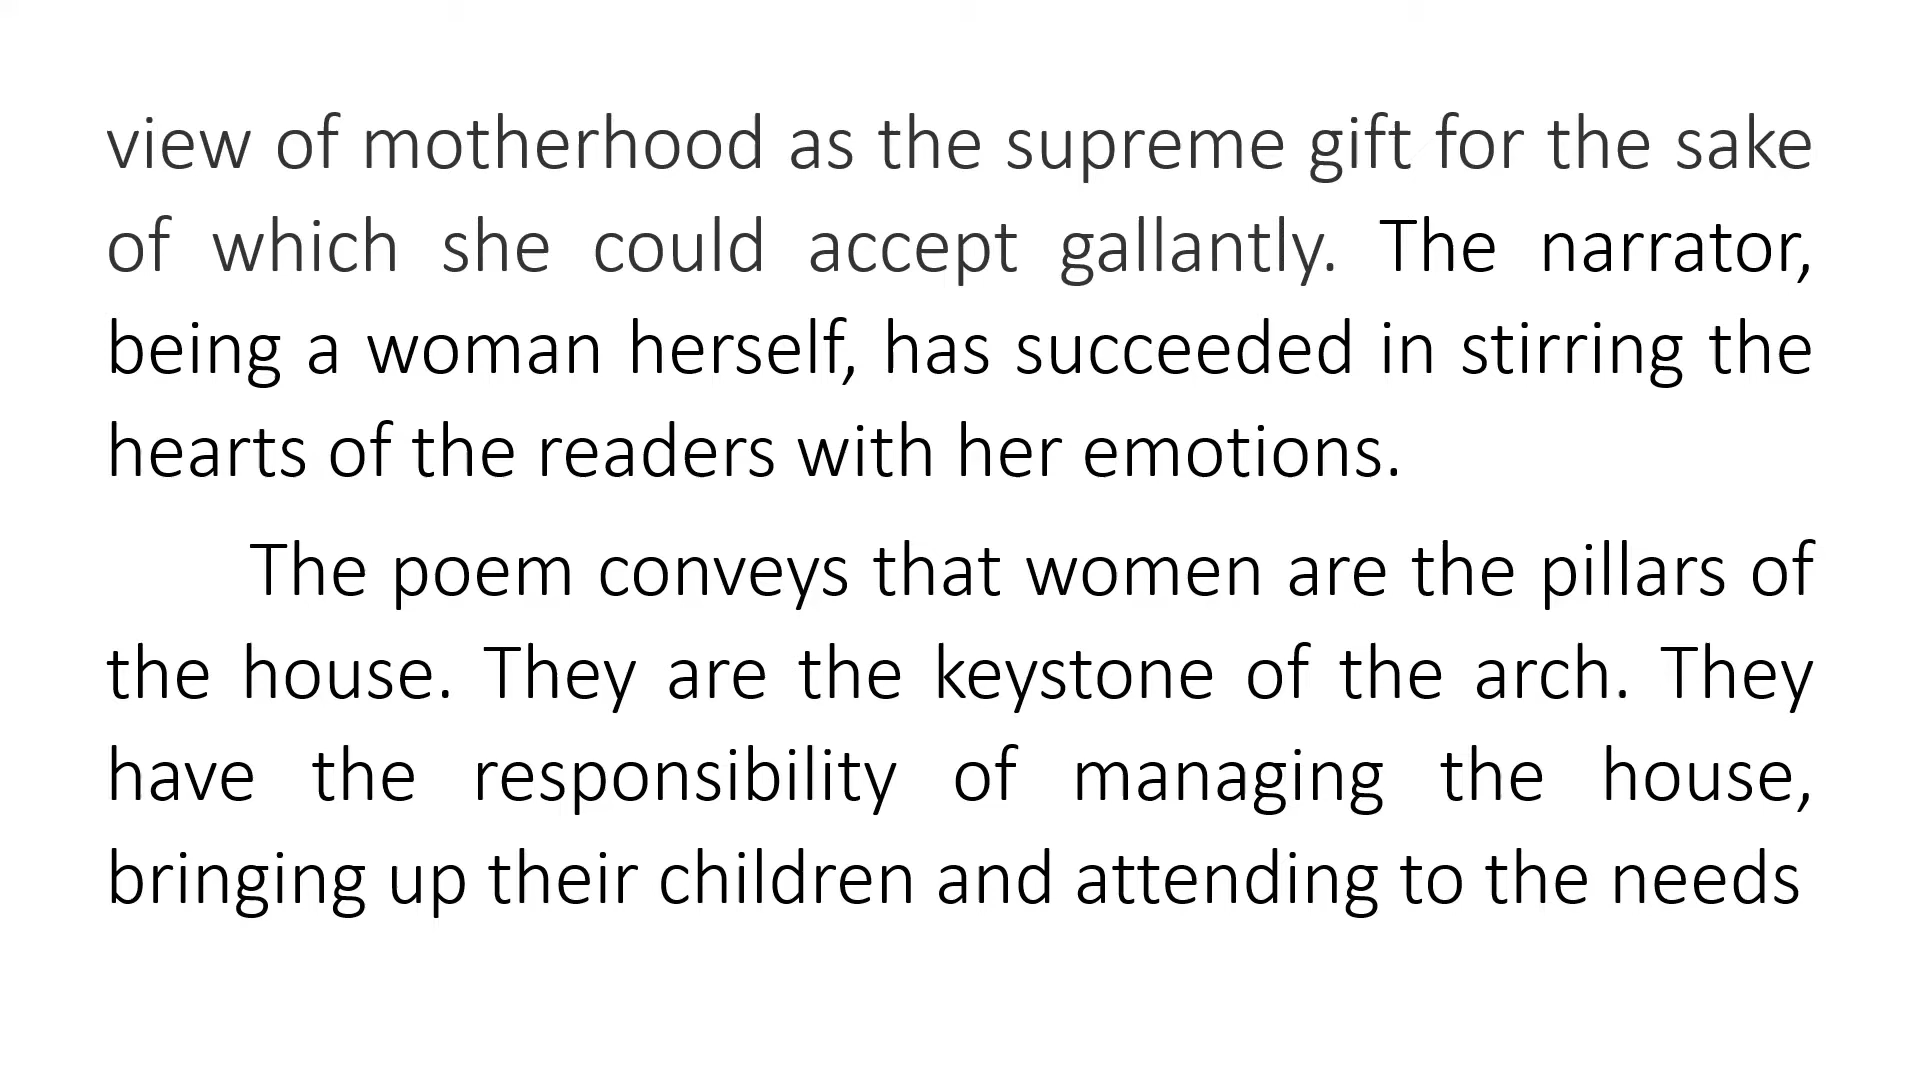 view of motherhood as the supreme gift for the sake
of which she could accept gallantly. The narrator,
being a woman herself, has succeeded in stirring the
hearts of the readers with her emotions.
The poem conveys that women are the pillars of
the house. They are the keystone of the arch. They
have the responsibility of managing the house,
bringing up their children and attending to the needs